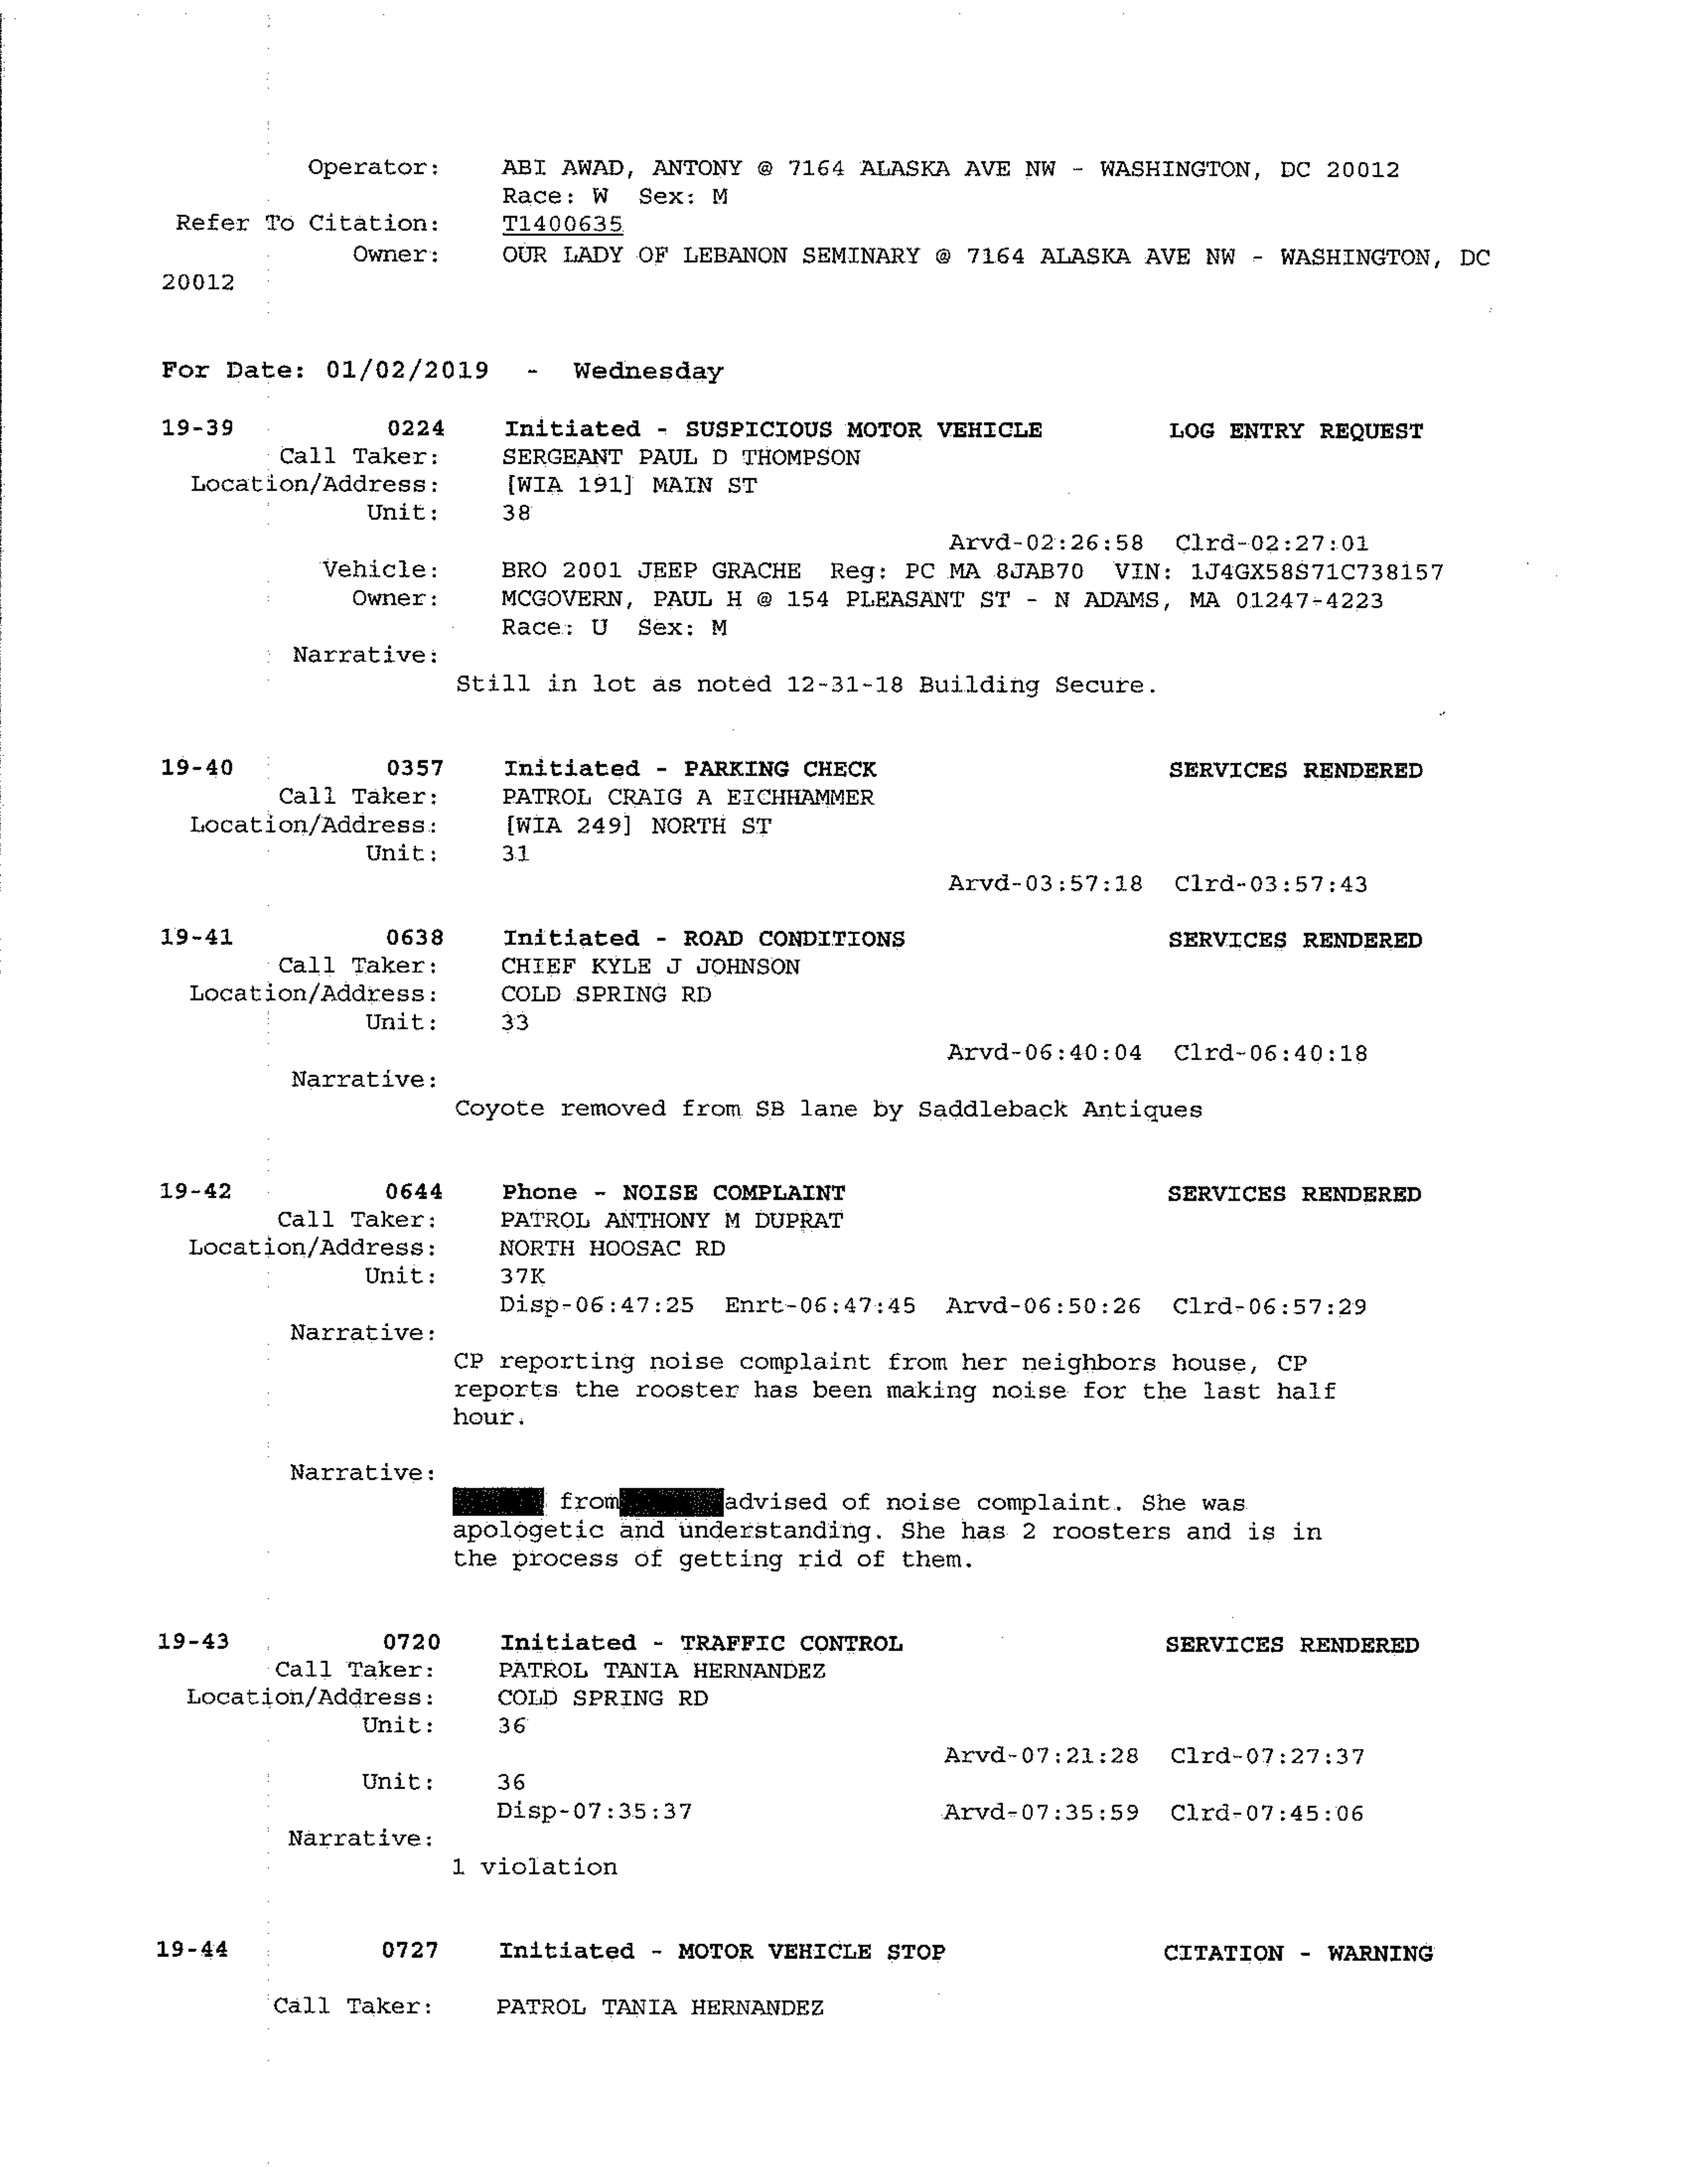 Operator: ABI AWAD, ANTONY @ 7164 ALASKA AVE NW - WASHINGTON, DC 20012
Race: W Sex: M
Refer To Citation: T1400635
Owner: OUR LADY OF LEBANON SEMINARY @ 7164 ALASKA AVE NW - WASHINGTON, DC
20012
For Date: 01/02/2019 - Wednesday
19-39 0224 Initiated - SUSPICIOUS MOTOR VEHICLE LOG ENTRY REQUEST
Call Taker: SERGEANT PAUL D THOMPSON
Location/Address: [WIA 191] MAIN ST
Unit: 38
Arvd-02:26:58 Clrd-02:27:01
Vehicle: BRO 2001 JEEP GRACHE Reg: PC MA 8JAB70 VIN: 1J4GX58S71C738157
Owner: MCGOVERN, PAUL H @ 154 PLEASANT ST - N ADAMS, MA 01247-4223
Race: U Sex: M
Narrative:
Still in lot as noted 12-31-18 Building Secure.
19-40 0357 Initiated - PARKING CHECK SERVICES RENDERED
Call Taker: PATROL CRAIG A EICHHAMMER
Location/Address: [WIA 249] NORTH ST
Unit: 31
Arvd-03:57:18 Clrd-03:57:43
19-41 0638 Initiated - ROAD CONDITIONS SERVICES RENDERED
Call Taker: CHIEF KYLE J JOHNSON
Location/Address: COLD SPRING RD
Unit: 33
Arvd-06:40:04 Clrd-06:40:18
Narrative:
Coyote removed from SB lane by Saddleback Antiques
19-42 0644 Phone - NOISE COMPLAINT SERVICES RENDERED
Call Taker: PATROL ANTHONY M DUPRAT
Location/Address: NORTH HOOSAC RD
Unit: 37K
Disp-06:47:25 Enrt-06:47:45 Arvd-06:50:26 Clrd-06:57:29
Narrative:
CP reporting noise complaint from her neighbors house, CP
reports the rooster has been making noise for the last half
hour.
Narrative:
from advised of noise complaint. She was
apologetic and understanding. She has 2 roosters and is in
the process of getting rid of them.
19-43 0720 Initiated - TRAFFIC CONTROL SERVICES RENDERED
Call Taker: PATROL TANIA HERNANDEZ
Location/Address: COLD SPRING RD
Unit: 36
Arvd-07:21:28 Clrd-07:27:37
Unit: 36
Disp-07:35:37 Arvd-07:35:59 Clrd-07:45:06
Narrative:
1 violation
19-44 0727 Initiated - MOTOR VEHICLE STOP CITATION - WARNING
Call Taker: PATROL TANIA HERNANDEZ